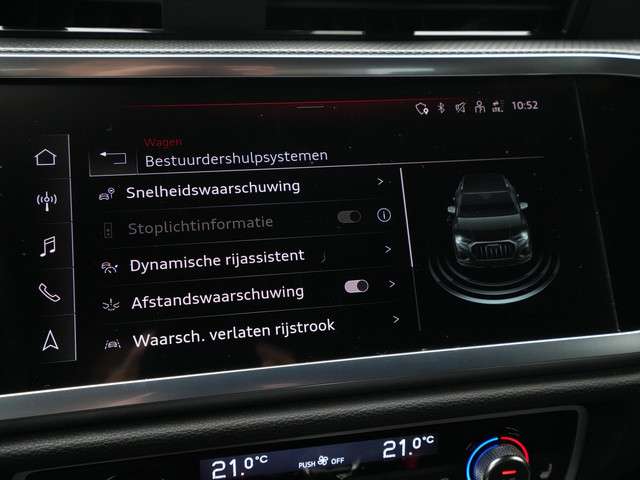 10:52
Wagen
Bestuurdershulpsystemen
Snelheidswaarschuwing
Stoplichtinformatie
Dynamische rijassistent
Afstandswaarschuwing
Waarsch. verlaten rijstrook
21.0°C PUSH OFF 21.0°C